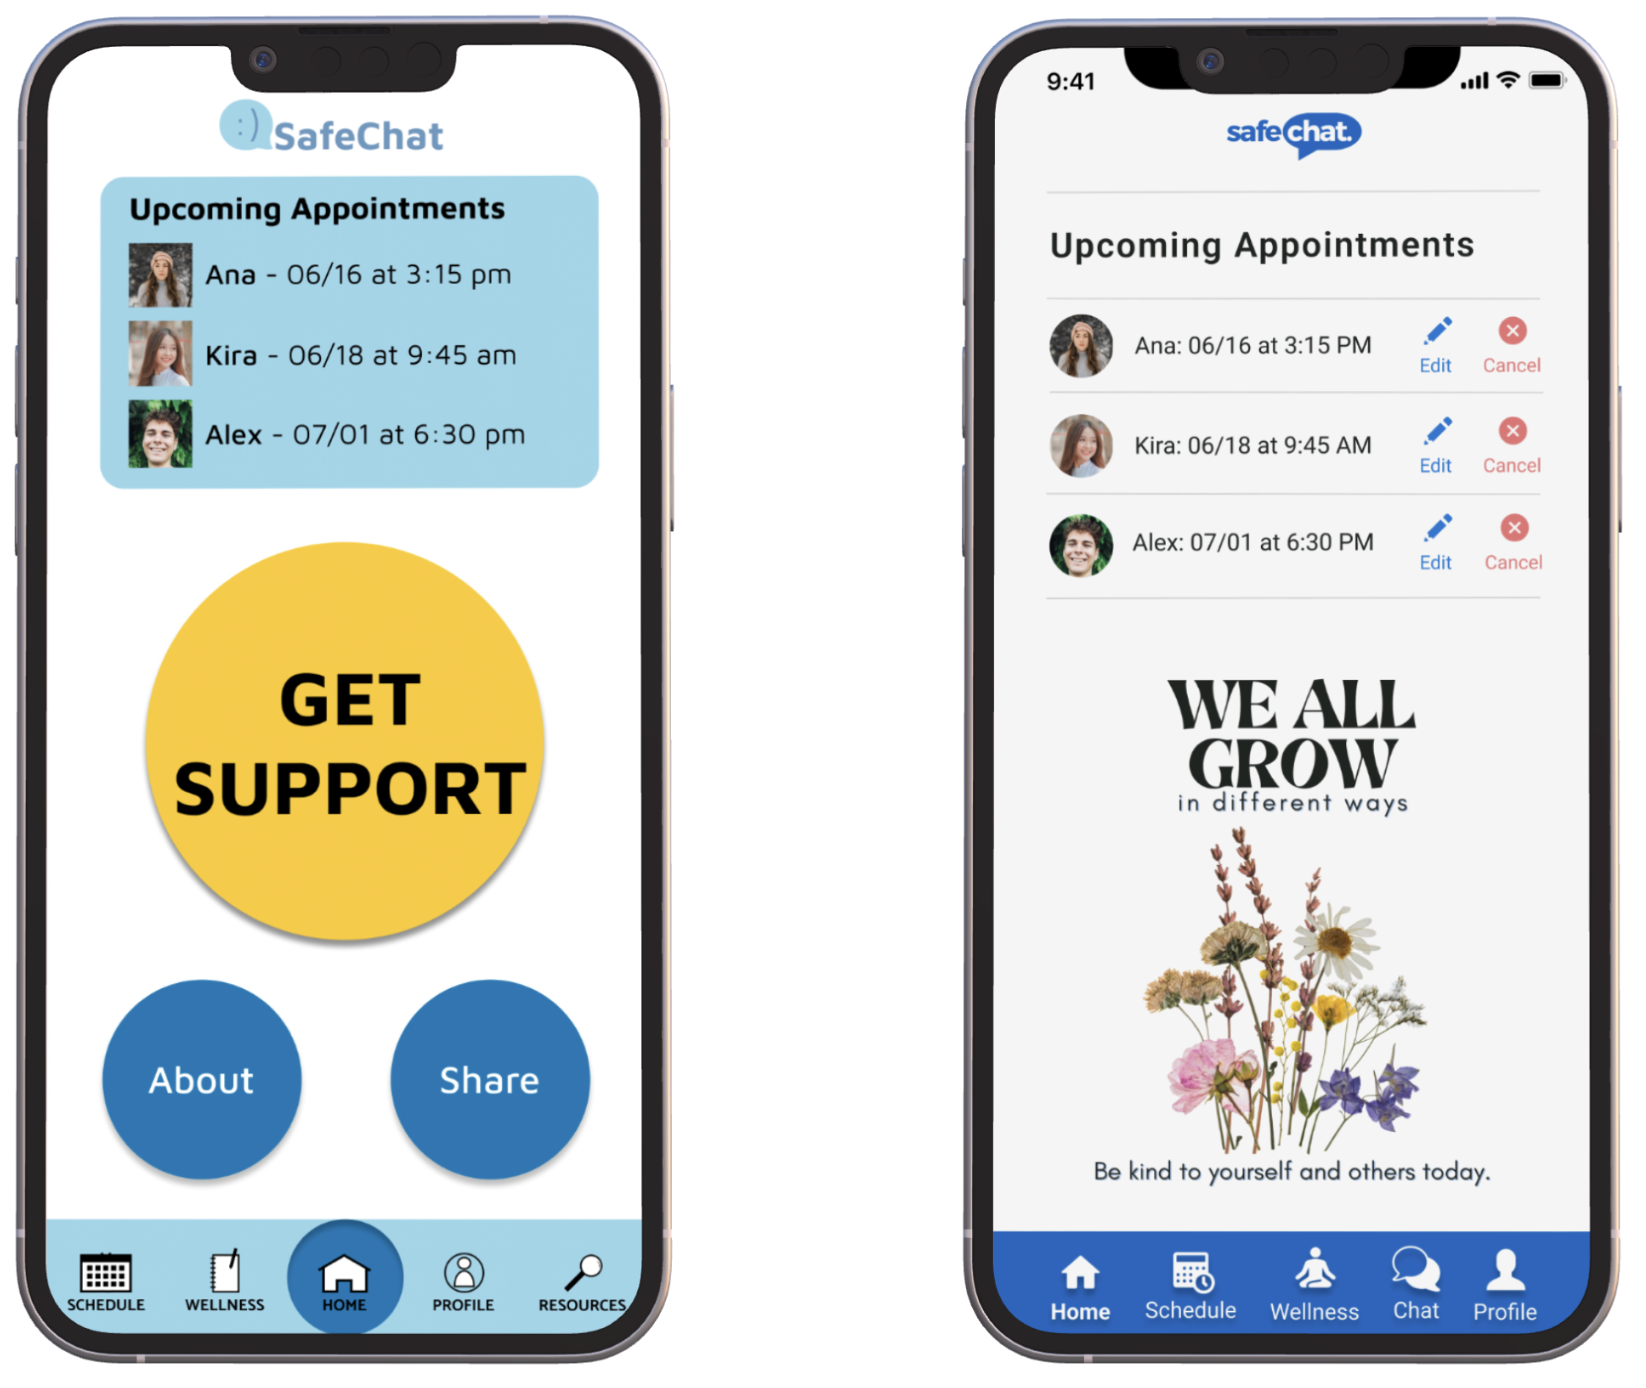 :) SafeChat
Upcoming Appointments
Ana - 06/16 at 3:15 pm
Kira - 06/18 at 9:45 am
Alex - 07/01 at 6:30 pm
GET
SUPPORT
About
Share
SCHEDULE
WELLNESS
HOME
PROFILE
RESOURCES
9:41
safechat.
Upcoming Appointments
Ana: 06/16 at 3:15 PM
Edit
Cancel
Kira: 06/18 at 9:45 AM
Edit
Cancel
Alex: 07/01 at 6:30 PM
Edit
Cancel
WE ALL
GROW
in different ways
Be kind to yourself and others today.
Home
Schedule
Wellness
Chat
Profile